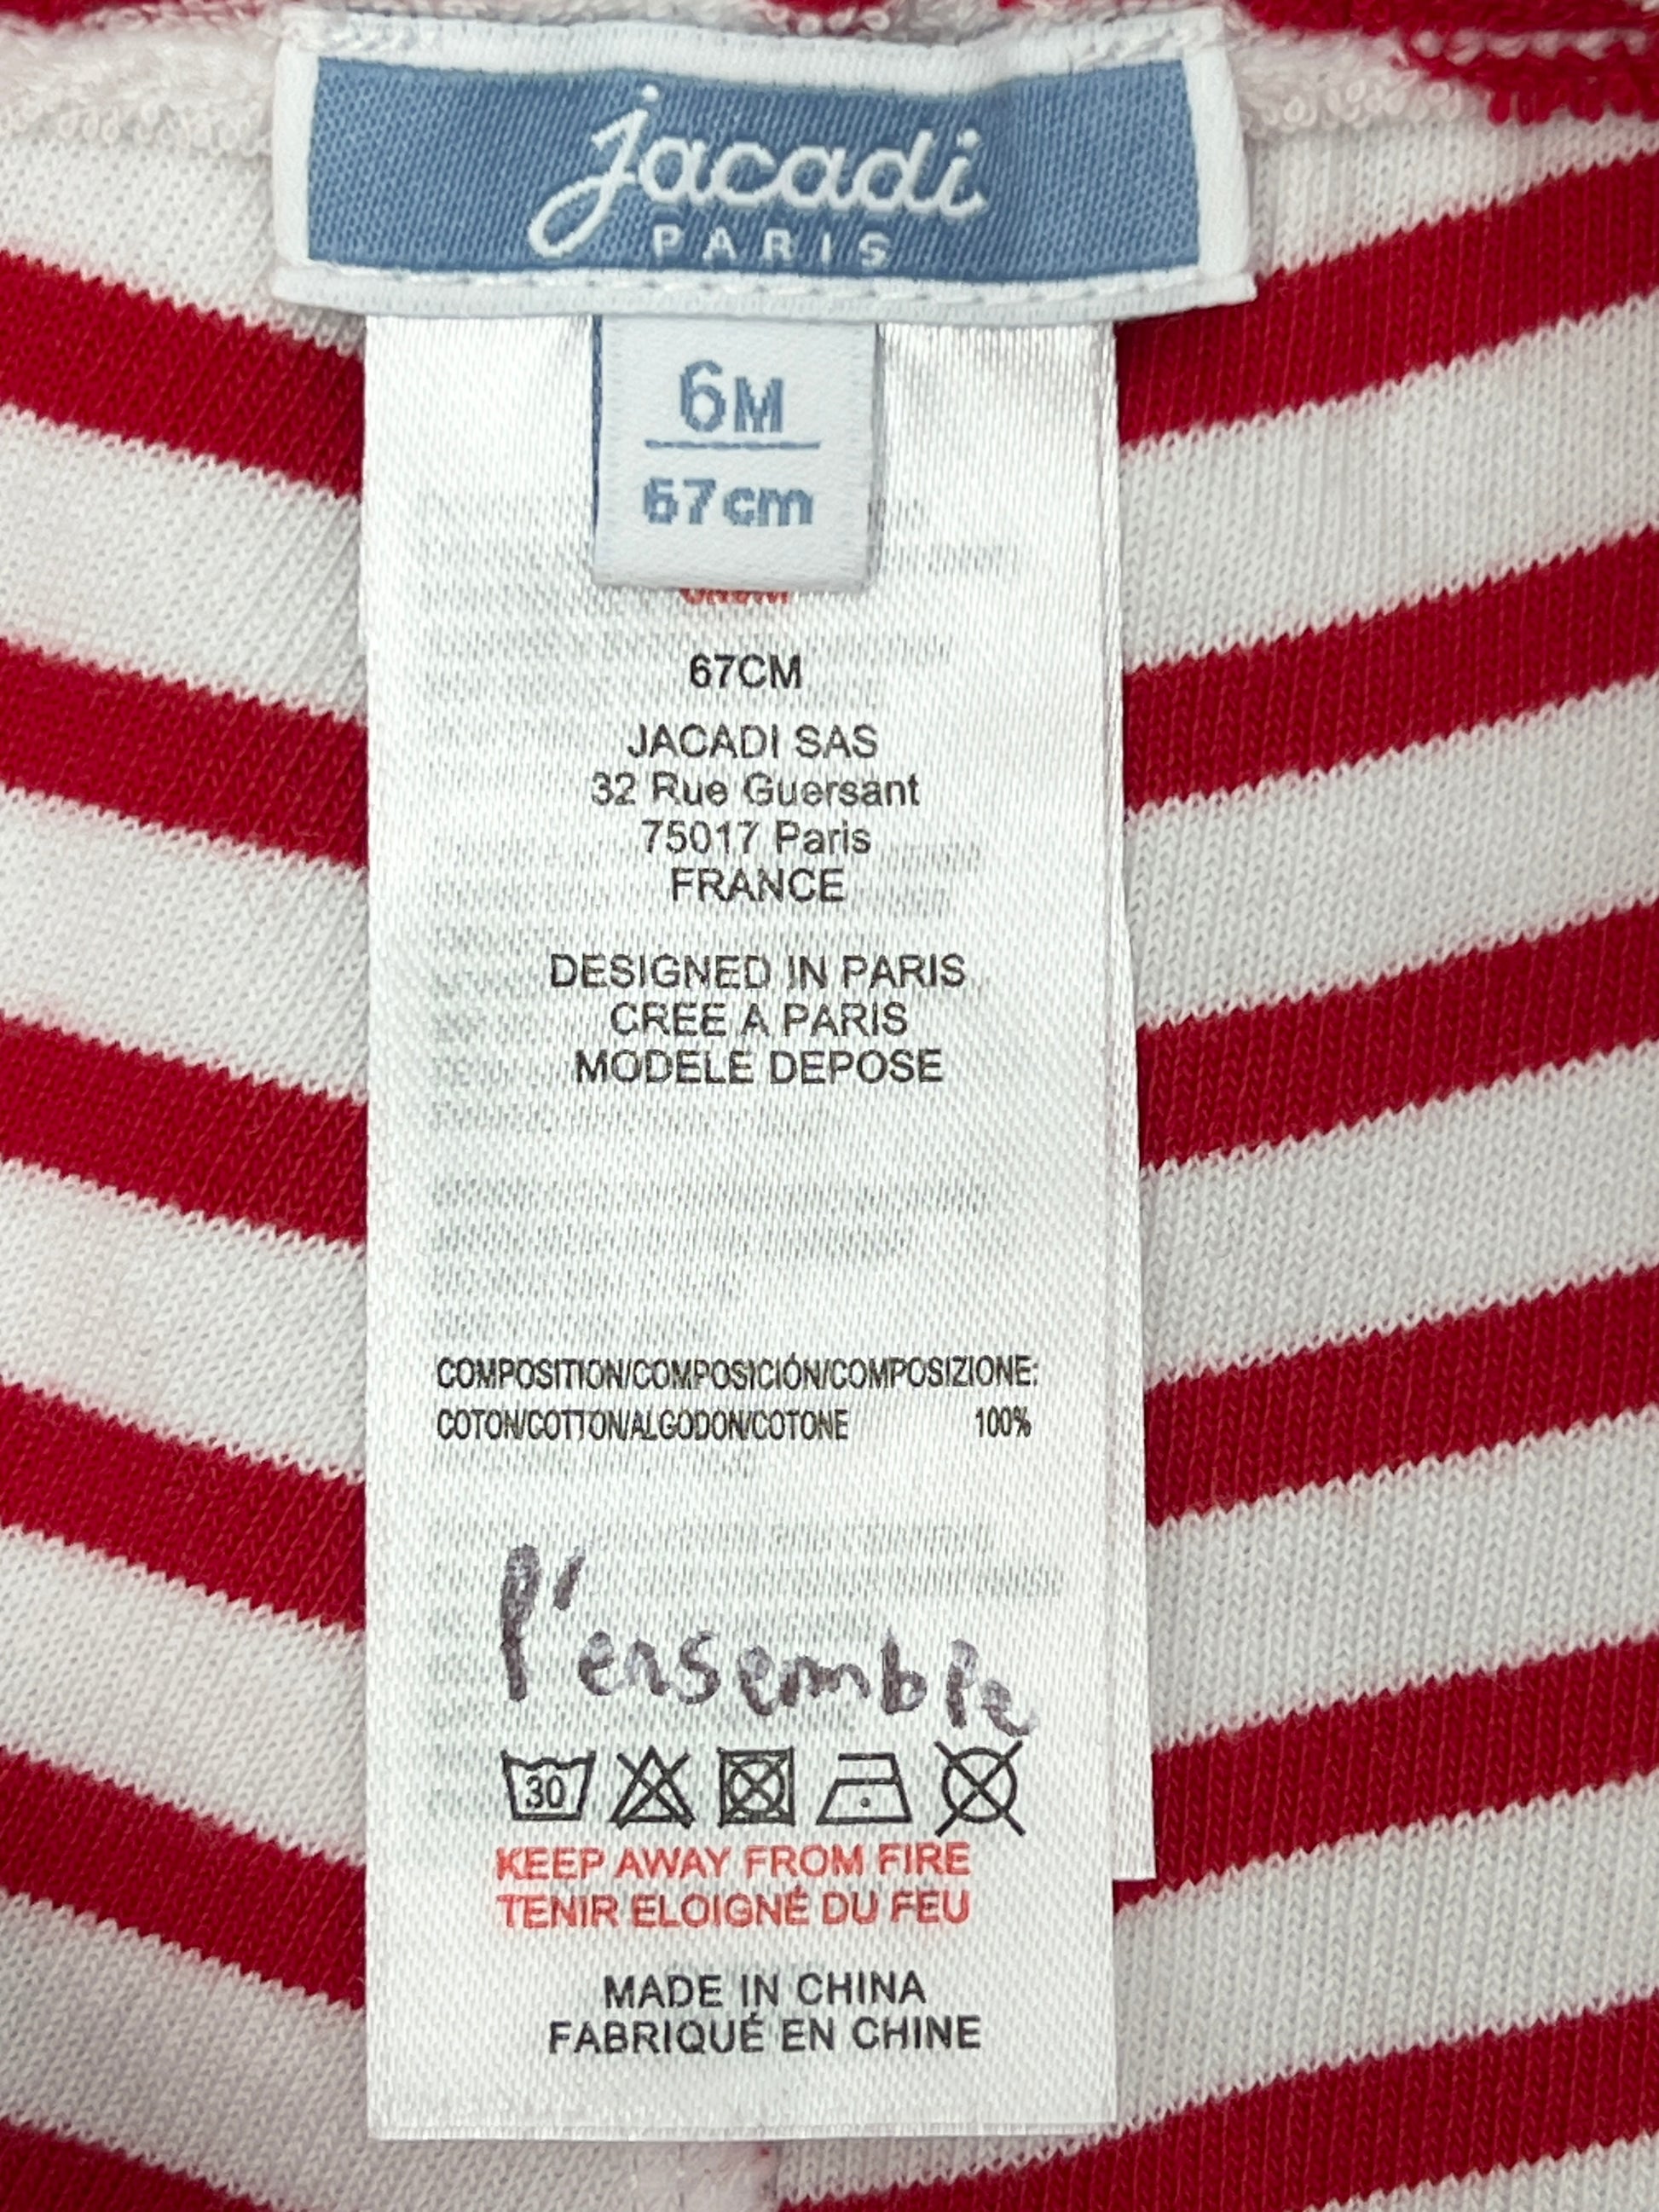 jacadi
PARIS
6M
67cm
67CM
JACADI SAS
32 Rue Guersant
75017 Paris
FRANCE
DESIGNED IN PARIS
CREE A PARIS
MODELE DEPOSE
COMPOSITION/COMPOSICIÓN/COMPOSIZIONE:
COTON/COTTON/ALGODON/COTONE 100%
l'ensemble
30
KEEP AWAY FROM FIRE
TENIR ELOIGNÉ DU FEU
MADE IN CHINA
FABRIQUÉ EN CHINE